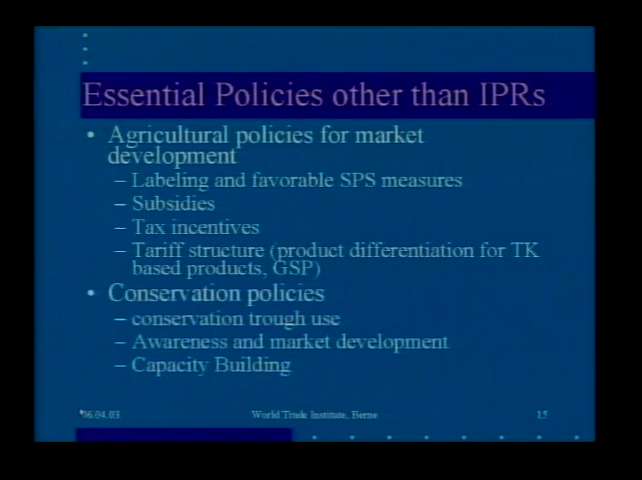 Essential Policies other than IPRs
• Agricultural policies for market
development
– Labeling and favorable SPS measures
– Subsidies
– Tax incentives
– Tariff structure (product differentiation for TK
based products, GSP)
• Conservation policies
– conservation trough use
– Awareness and market development
– Capacity Building
06.04.03 World Trade Institute, Berne 15